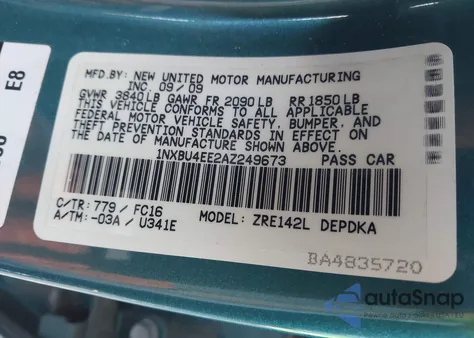 E8
MFD.BY: NEW UNITED MOTOR MANUFACTURING
INC. 09/09
GVWR 3840LB GAWR FR 2090LB RR 1850LB
THIS VEHICLE CONFORMS TO ALL APPLICABLE
FEDERAL MOTOR VEHICLE SAFETY, BUMPER, AND
THEFT PREVENTION STANDARDS IN EFFECT ON
THE DATE OF MANUFACTURE SHOWN ABOVE.
1NXBU4EE2AZ249673 PASS CAR
C/TR: 779 / FC16
A/TM: -03A / U341E MODEL: ZRE142L DEPDKA
BA4835720
autoSnap